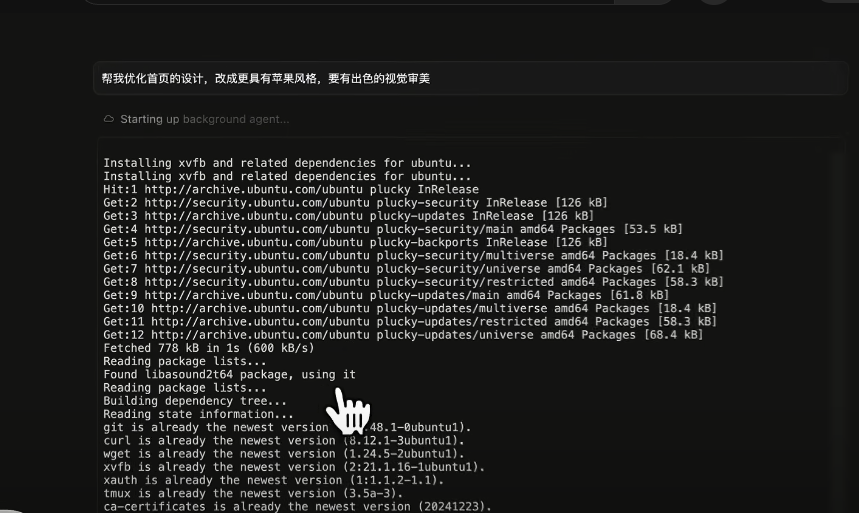 帮我优化首页的设计，改成更具有苹果风格，要有出色的视觉审美
Starting up background agent...
Installing xvfb and related dependencies for ubuntu...
Installing xvfb and related dependencies for ubuntu...
Hit:1 http://archive.ubuntu.com/ubuntu plucky InRelease
Get:2 http://security.ubuntu.com/ubuntu plucky-security InRelease [126 kB]
Get:3 http://archive.ubuntu.com/ubuntu plucky-updates InRelease [126 kB]
Get:4 http://security.ubuntu.com/ubuntu plucky-security/main amd64 Packages [53.5 kB]
Get:5 http://archive.ubuntu.com/ubuntu plucky-backports InRelease [126 kB]
Get:6 http://security.ubuntu.com/ubuntu plucky-security/multiverse amd64 Packages [18.4 kB]
Get:7 http://security.ubuntu.com/ubuntu plucky-security/universe amd64 Packages [62.1 kB]
Get:8 http://security.ubuntu.com/ubuntu plucky-security/restricted amd64 Packages [58.3 kB]
Get:9 http://archive.ubuntu.com/ubuntu plucky-updates/main amd64 Packages [61.8 kB]
Get:10 http://archive.ubuntu.com/ubuntu plucky-updates/multiverse amd64 Packages [18.4 kB]
Get:11 http://archive.ubuntu.com/ubuntu plucky-updates/restricted amd64 Packages [58.3 kB]
Get:12 http://archive.ubuntu.com/ubuntu plucky-updates/universe amd64 Packages [68.4 kB]
Fetched 778 kB in 1s (600 kB/s)
Reading package lists...
Found libasound2t64 package, using it
Reading package lists...
Building dependency tree...
Reading state information...
git is already the newest version .48.1-0ubuntu1).
curl is already the newest version (8.12.1-3ubuntu1).
wget is already the newest version (1.24.5-2ubuntu1).
xvfb is already the newest version (2:21.1.16-1ubuntu1).
xauth is already the newest version (1:1.1.2-1.1).
tmux is already the newest version (3.5a-3).
ca-certificates is already the newest version (20241223).